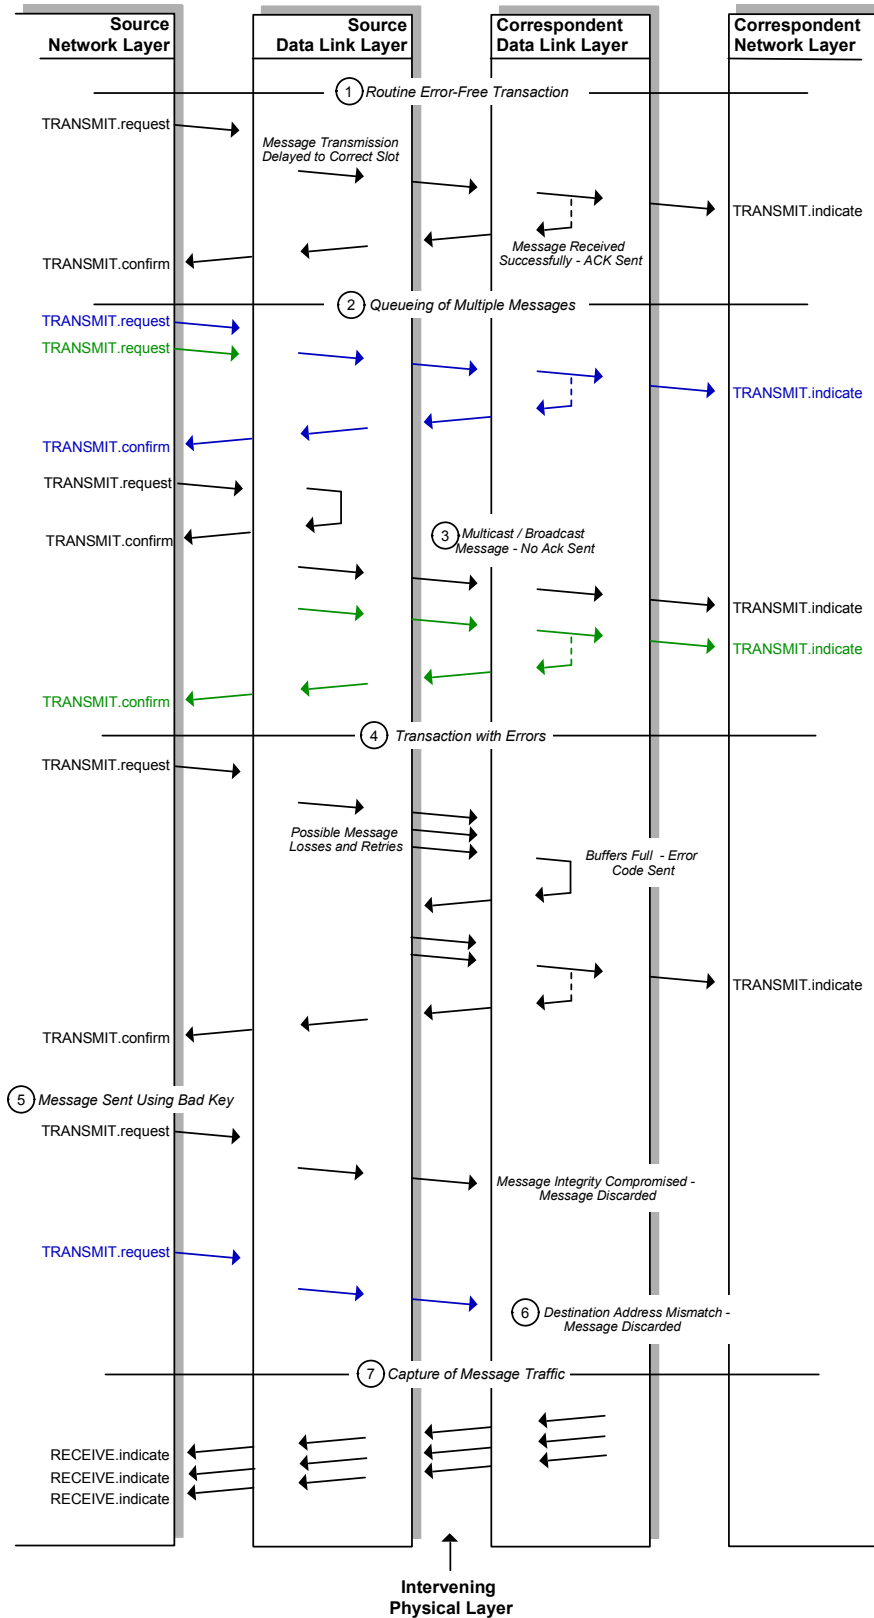 Source
Network Layer
Source
Data Link Layer
Correspondent
Data Link Layer
Correspondent
Network Layer
1 Routine Error-Free Transaction
TRANSMIT.request
Message Transmission
Delayed to Correct Slot
TRANSMIT.indicate
Message Received
Successfully - ACK Sent
TRANSMIT.confirm
2 Queueing of Multiple Messages
TRANSMIT.request
TRANSMIT.request
TRANSMIT.indicate
TRANSMIT.confirm
TRANSMIT.request
3 Multicast / Broadcast
Message - No Ack Sent
TRANSMIT.confirm
TRANSMIT.indicate
TRANSMIT.indicate
TRANSMIT.confirm
4 Transaction with Errors
TRANSMIT.request
Possible Message
Losses and Retries
Buffers Full - Error
Code Sent
TRANSMIT.indicate
TRANSMIT.confirm
5 Message Sent Using Bad Key
TRANSMIT.request
Message Integrity Compromised -
Message Discarded
TRANSMIT.request
6 Destination Address Mismatch -
Message Discarded
7 Capture of Message Traffic
RECEIVE.indicate
RECEIVE.indicate
RECEIVE.indicate
Intervening
Physical Layer